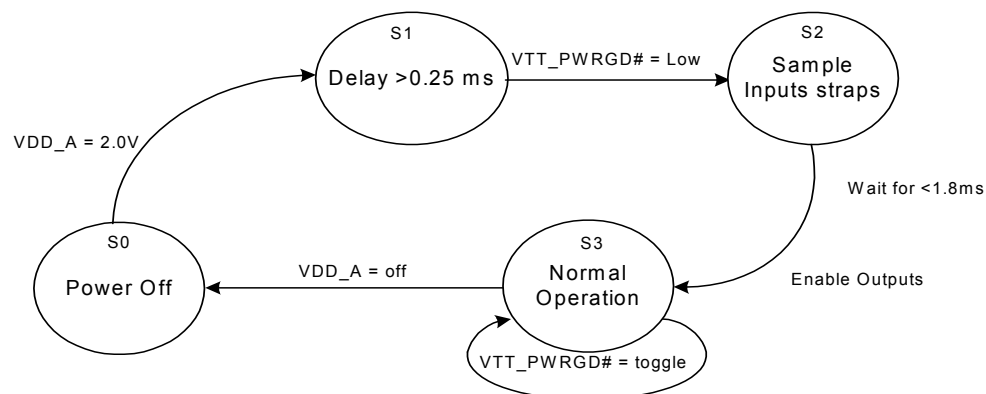 S1
Delay >0.25 ms
VTT_PWRGD# = Low
S2
Sample
Inputs straps
VDD_A = 2.0V
Wait for <1.8ms
S0
Power Off
VDD_A = off
S3
Normal
Operation
Enable Outputs
VTT_PWRGD# = toggle